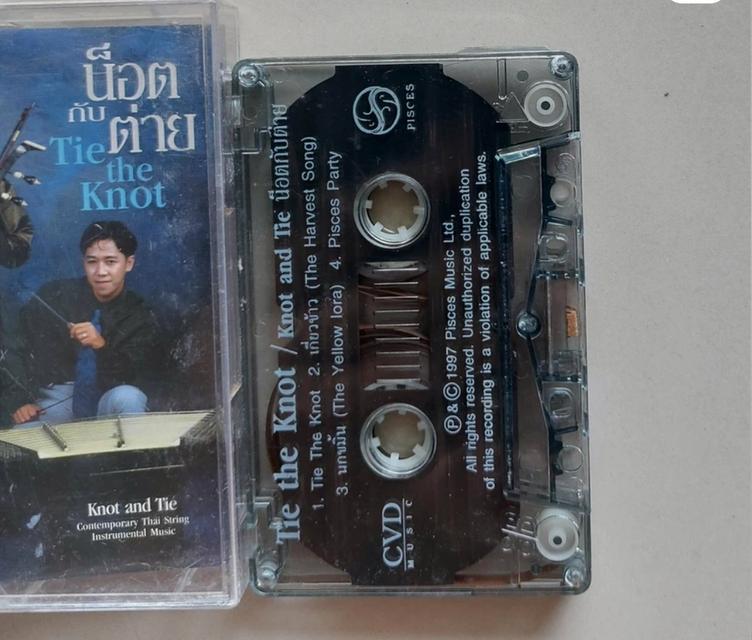 น็อต
กับ ต่าย
Tie the
Knot
Knot and Tie
Contemporary Thai String
Instrumental Music
Tie the Knot / Knot and Tie น็อตกับต่าย
1. Tie The Knot 2. เกี่ยวข้าว (The Harvest Song)
3. นกขมิ้น (The Yellow Iora) 4. Pisces Party
PISCES
Ⓟ & © 1997 Pisces Music Ltd.,
All rights reserved. Unauthorized duplication
of this recording is a violation of applicable laws.
CVD
MUSIC